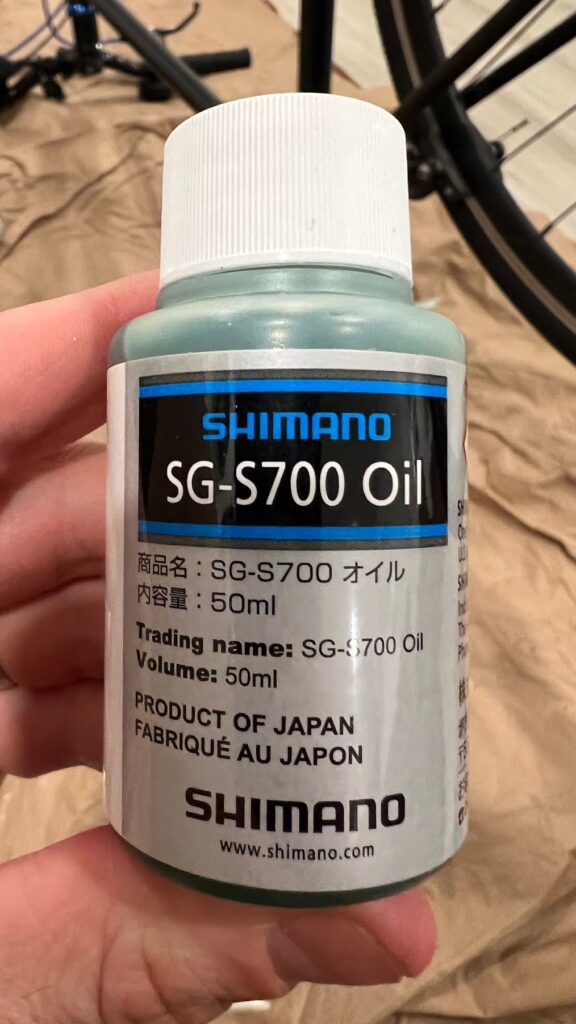 SHIMANO
SG-S700 Oil
商品名：SG-S700 オイル
内容量：50ml
Trading name: SG-S700 Oil
Volume: 50ml
PRODUCT OF JAPAN
FABRIQUÉ AU JAPON
SHIMANO
www.shimano.com